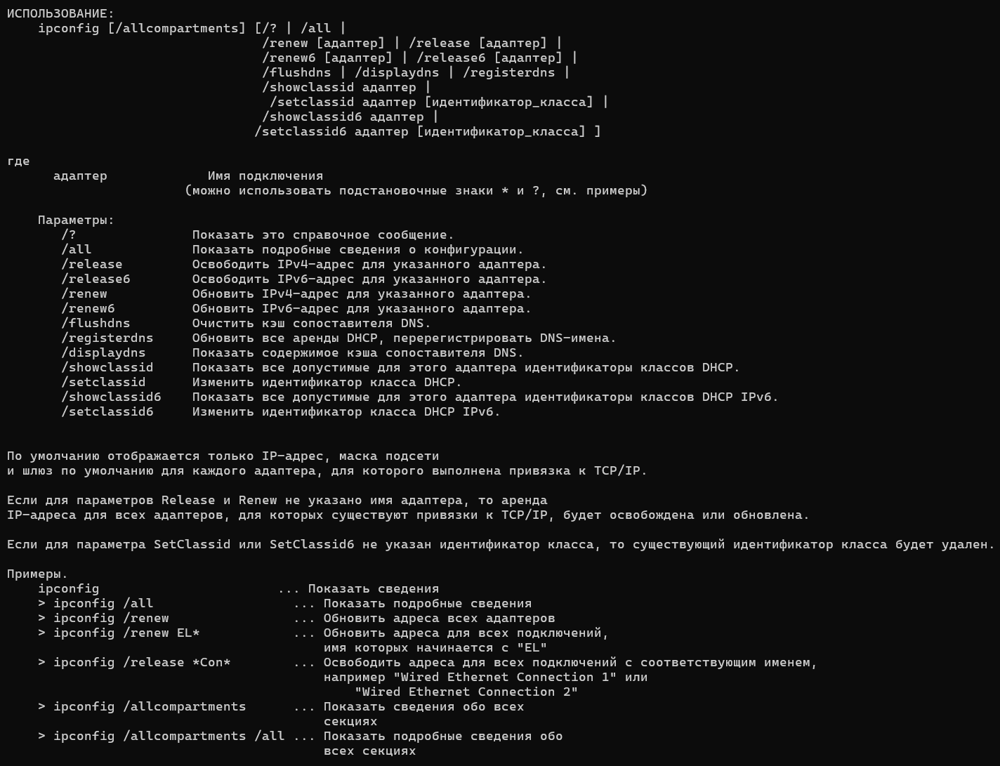 ИСПОЛЬЗОВАНИЕ:
    ipconfig [/allcompartments] [/? | /all |
                                 /renew [адаптер] | /release [адаптер] |
                                 /renew6 [адаптер] | /release6 [адаптер] |
                                 /flushdns | /displaydns | /registerdns |
                                 /showclassid адаптер |
                                  /setclassid адаптер [идентификатор_класса] |
                                 /showclassid6 адаптер |
                                /setclassid6 адаптер [идентификатор_класса] ]

где
      адаптер             Имя подключения
                       (можно использовать подстановочные знаки * и ?, см. примеры)

    Параметры:
       /?               Показать это справочное сообщение.
       /all             Показать подробные сведения о конфигурации.
       /release         Освободить IPv4-адрес для указанного адаптера.
       /release6        Освободить IPv6-адрес для указанного адаптера.
       /renew           Обновить IPv4-адрес для указанного адаптера.
       /renew6          Обновить IPv6-адрес для указанного адаптера.
       /flushdns        Очистить кэш сопоставителя DNS.
       /registerdns     Обновить все аренды DHCP, перерегистрировать DNS-имена.
       /displaydns      Показать содержимое кэша сопоставителя DNS.
       /showclassid     Показать все допустимые для этого адаптера идентификаторы классов DHCP.
       /setclassid      Изменить идентификатор класса DHCP.
       /showclassid6    Показать все допустимые для этого адаптера идентификаторы классов DHCP IPv6.
       /setclassid6     Изменить идентификатор класса DHCP IPv6.


По умолчанию отображается только IP-адрес, маска подсети
и шлюз по умолчанию для каждого адаптера, для которого выполнена привязка к TCP/IP.

Если для параметров Release и Renew не указано имя адаптера, то аренда
IP-адреса для всех адаптеров, для которых существуют привязки к TCP/IP, будет освобождена или обновлена.

Если для параметра SetClassid или SetClassid6 не указан идентификатор класса, то существующий идентификатор класса будет удален.

Примеры.
    ipconfig                       ... Показать сведения
    > ipconfig /all                  ... Показать подробные сведения
    > ipconfig /renew                ... Обновить адреса всех адаптеров
    > ipconfig /renew EL*            ... Обновить адреса для всех подключений,
                                         имя которых начинается с "EL"
    > ipconfig /release *Con*        ... Освободить адреса для всех подключений с соответствующим именем,
                                         например "Wired Ethernet Connection 1" или
                                             "Wired Ethernet Connection 2"
    > ipconfig /allcompartments      ... Показать сведения обо всех
                                         секциях
    > ipconfig /allcompartments /all ... Показать подробные сведения обо
                                         всех секциях